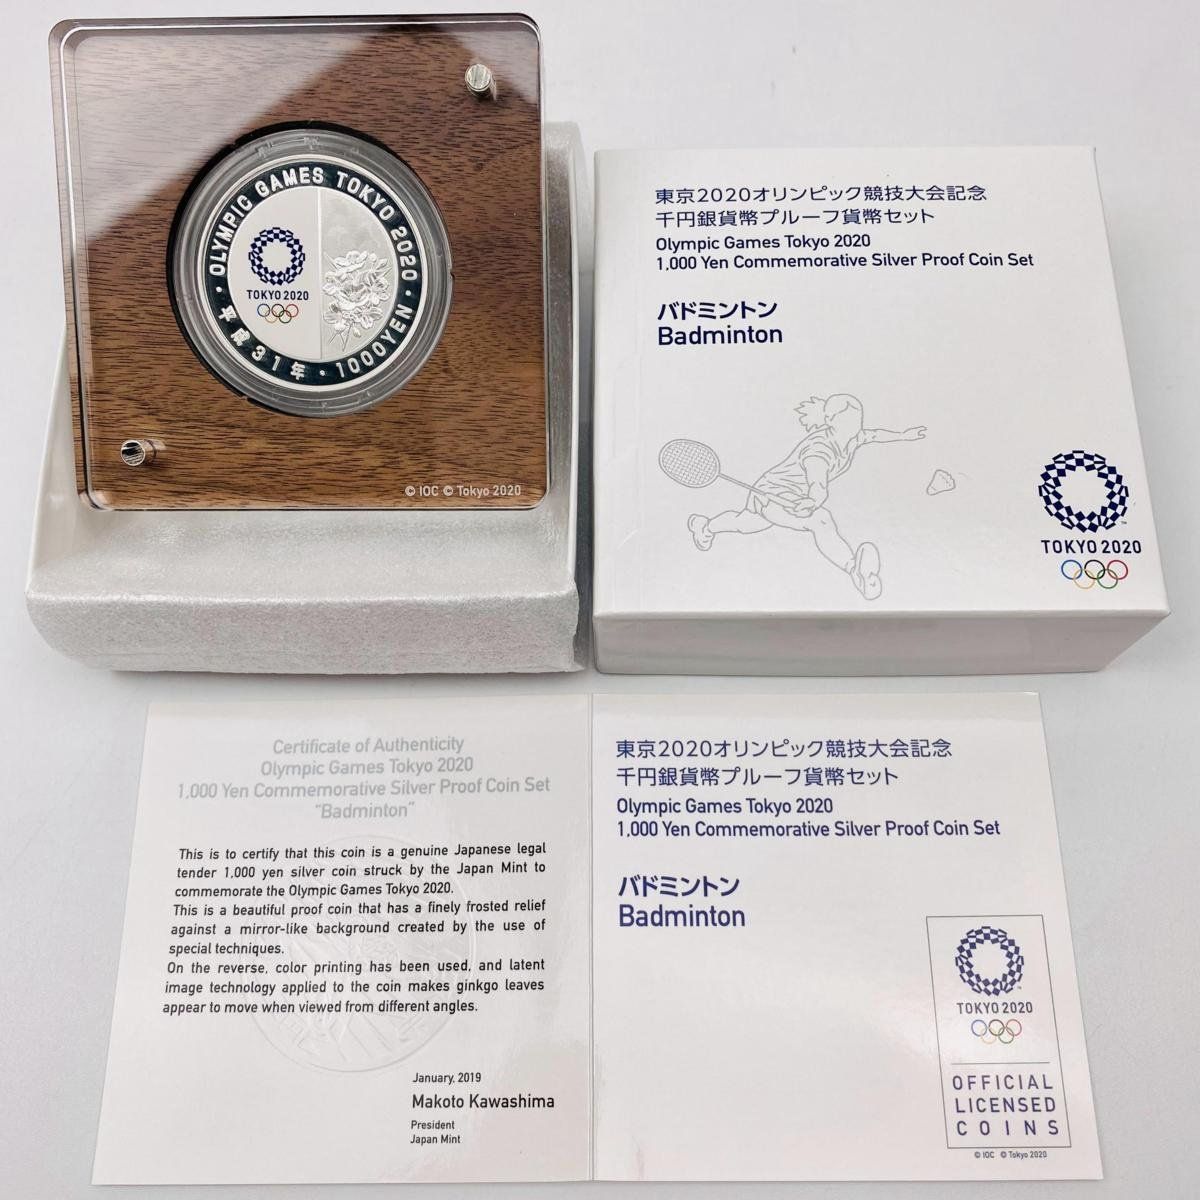 OLYMPIC GAMES TOKYO 2020
TOKYO 2020
平成31年・1000YEN
© IOC © Tokyo 2020
東京2020オリンピック競技大会記念
千円銀貨幣プルーフ貨幣セット
Olympic Games Tokyo 2020
1,000 Yen Commemorative Silver Proof Coin Set
バドミントン
Badminton
TM
TOKYO 2020
Certificate of Authenticity
Olympic Games Tokyo 2020
1,000 Yen Commemorative Silver Proof Coin Set
“Badminton”
This is to certify that this coin is a genuine Japanese legal
tender 1,000 yen silver coin struck by the Japan Mint to
commemorate the Olympic Games Tokyo 2020.
This is a beautiful proof coin that has a finely frosted relief
against a mirror-like background created by the use of
special techniques.
On the reverse, color printing has been used, and latent
image technology applied to the coin makes ginkgo leaves
appear to move when viewed from different angles.
January, 2019
Makoto Kawashima
President
Japan Mint
東京2020オリンピック競技大会記念
千円銀貨幣プルーフ貨幣セット
Olympic Games Tokyo 2020
1,000 Yen Commemorative Silver Proof Coin Set
バドミントン
Badminton
TM
TOKYO 2020
OFFICIAL
LICENSED
COINS
© IOC © Tokyo 2020